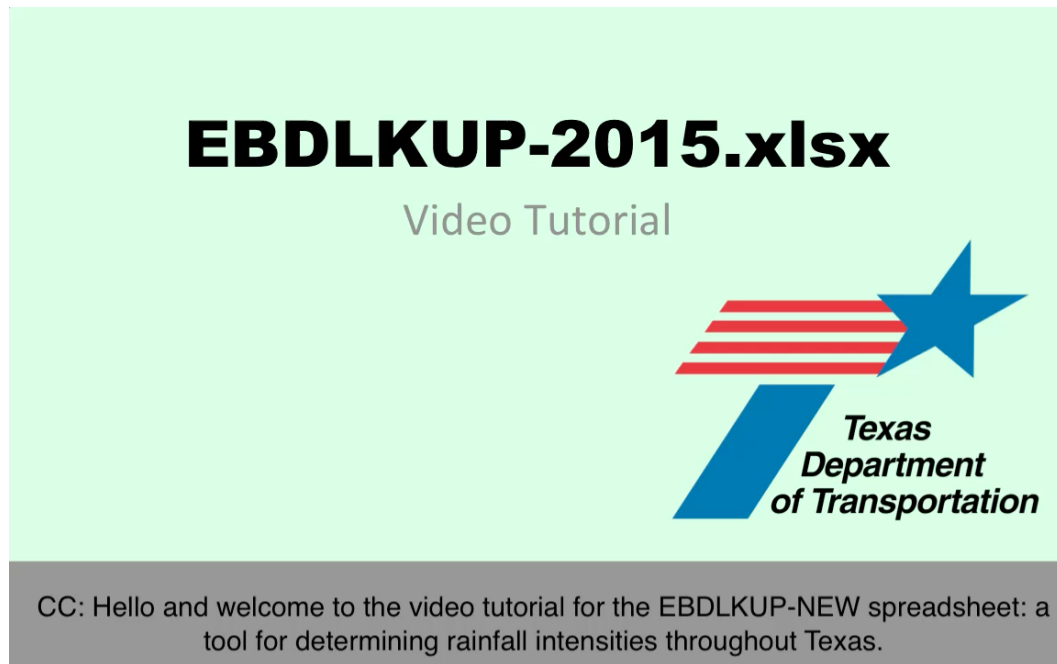 EBDLKUP-2015.xlsx
Video Tutorial
Texas
Department
of Transportation
CC: Hello and welcome to the video tutorial for the EBDLKUP-NEW spreadsheet: a
tool for determining rainfall intensities throughout Texas.